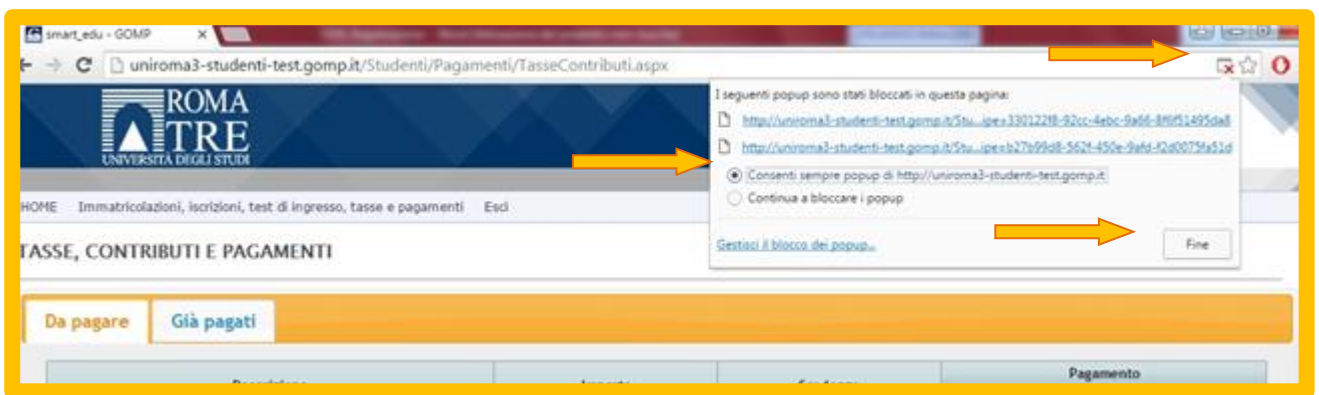 smart_edu - GOMP
uniroma3-studenti-test.gomp.it/Studenti/Pagamenti/TasseContributi.aspx
ROMA
TRE
UNIVERSITÀ DEGLI STUDI
I seguenti popup sono stati bloccati in questa pagina:
http://uniroma3-studenti-test.gomp.it/Stu...ipe=330122f8-92cc-4ebc-9a66-8f6f51495da8
http://uniroma3-studenti-test.gomp.it/Stu...ipe=b27b99d8-562f-450e-9afd-f2d0075fa51d
Consenti sempre popup di http://uniroma3-studenti-test.gomp.it
Continua a bloccare i popup
Gestisci il blocco dei popup...
Fine
HOME Immatricolazioni, iscrizioni, test di ingresso, tasse e pagamenti Esci
TASSE, CONTRIBUTI E PAGAMENTI
Da pagare Già pagati
Pagamento